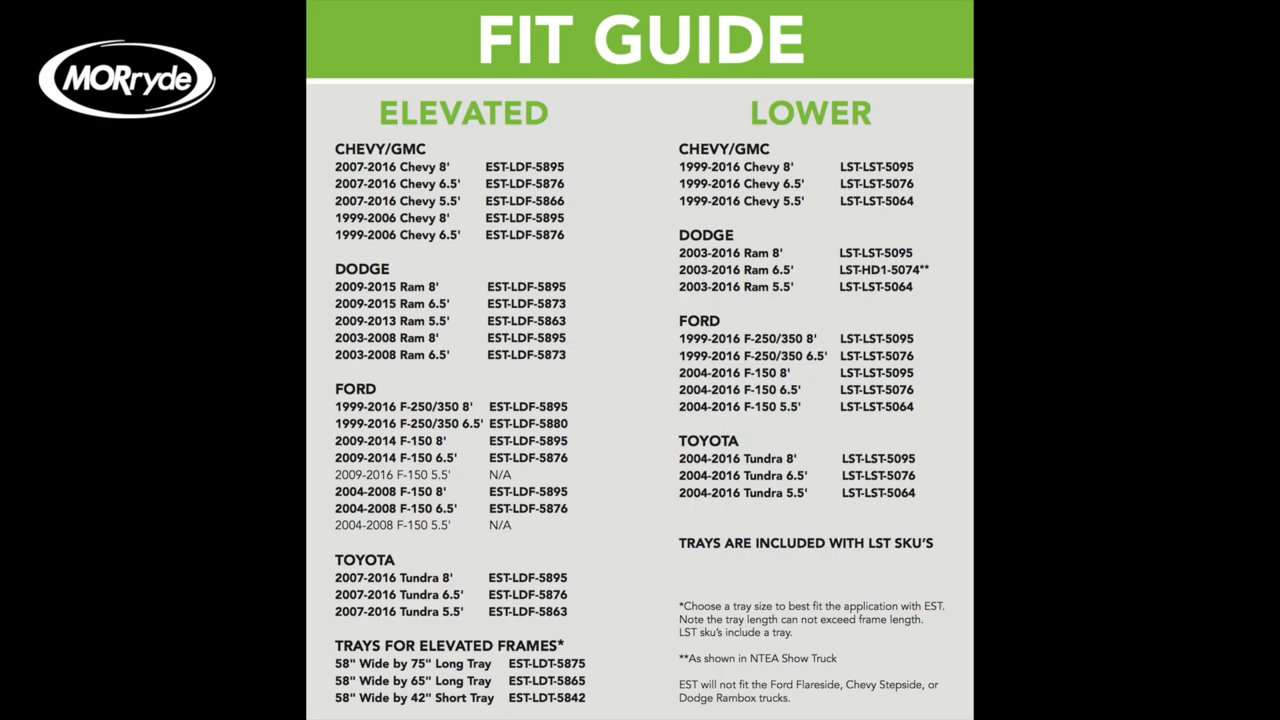 MORryde
FIT GUIDE
ELEVATED
CHEVY/GMC
2007-2016 Chevy 8' EST-LDF-5895
2007-2016 Chevy 6.5' EST-LDF-5876
2007-2016 Chevy 5.5' EST-LDF-5866
1999-2006 Chevy 8' EST-LDF-5895
1999-2006 Chevy 6.5' EST-LDF-5876
DODGE
2009-2015 Ram 8' EST-LDF-5895
2009-2015 Ram 6.5' EST-LDF-5873
2009-2013 Ram 5.5' EST-LDF-5863
2003-2008 Ram 8' EST-LDF-5895
2003-2008 Ram 6.5' EST-LDF-5873
FORD
1999-2016 F-250/350 8' EST-LDF-5895
1999-2016 F-250/350 6.5' EST-LDF-5880
2009-2014 F-150 8' EST-LDF-5895
2009-2014 F-150 6.5' EST-LDF-5876
2009-2016 F-150 5.5' N/A
2004-2008 F-150 8' EST-LDF-5895
2004-2008 F-150 6.5' EST-LDF-5876
2004-2008 F-150 5.5' N/A
TOYOTA
2007-2016 Tundra 8' EST-LDF-5895
2007-2016 Tundra 6.5' EST-LDF-5876
2007-2016 Tundra 5.5' EST-LDF-5863
TRAYS FOR ELEVATED FRAMES*
58" Wide by 75" Long Tray EST-LDT-5875
58" Wide by 65" Long Tray EST-LDT-5865
58" Wide by 42" Short Tray EST-LDT-5842
LOWER
CHEVY/GMC
1999-2016 Chevy 8' LST-LST-5095
1999-2016 Chevy 6.5' LST-LST-5076
1999-2016 Chevy 5.5' LST-LST-5064
DODGE
2003-2016 Ram 8' LST-LST-5095
2003-2016 Ram 6.5' LST-HD1-5074**
2003-2016 Ram 5.5' LST-LST-5064
FORD
1999-2016 F-250/350 8' LST-LST-5095
1999-2016 F-250/350 6.5' LST-LST-5076
2004-2016 F-150 8' LST-LST-5095
2004-2016 F-150 6.5' LST-LST-5076
2004-2016 F-150 5.5' LST-LST-5064
TOYOTA
2004-2016 Tundra 8' LST-LST-5095
2004-2016 Tundra 6.5' LST-LST-5076
2004-2016 Tundra 5.5' LST-LST-5064
TRAYS ARE INCLUDED WITH LST SKU'S
*Choose a tray size to best fit the application with EST.
Note the tray length can not exceed frame length.
LST sku's include a tray.
**As shown in NTEA Show Truck
EST will not fit the Ford Flareside, Chevy Stepside, or
Dodge Rambox trucks.